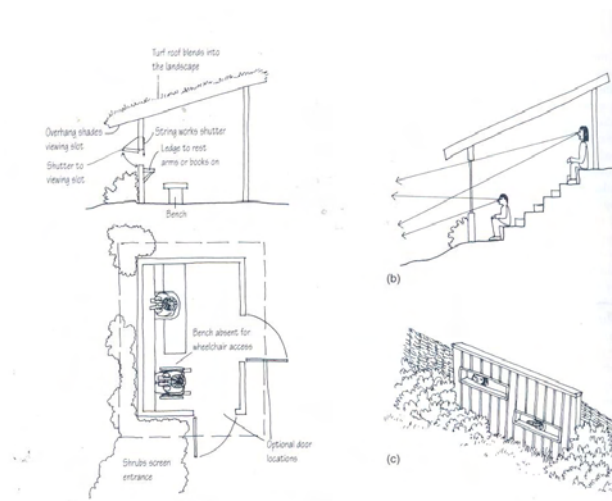 Turf roof blends into
the landscape
Overhang shades
viewing slot
String works shutter
Shutter to
viewing slot
Ledge to rest
arms or books on
Bench
(b)
Bench absent for
wheelchair access
Optional door
locations
Shrubs screen
entrance
(c)